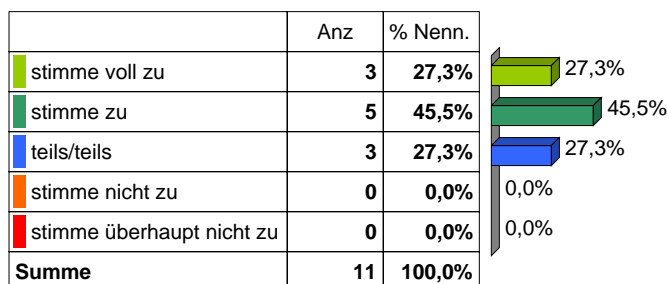 Anz % Nenn.
stimme voll zu 3 27,3% 27,3%
stimme zu 5 45,5% 45,5%
teils/teils 3 27,3% 27,3%
stimme nicht zu 0 0,0% 0,0%
stimme überhaupt nicht zu 0 0,0% 0,0%
Summe 11 100,0%